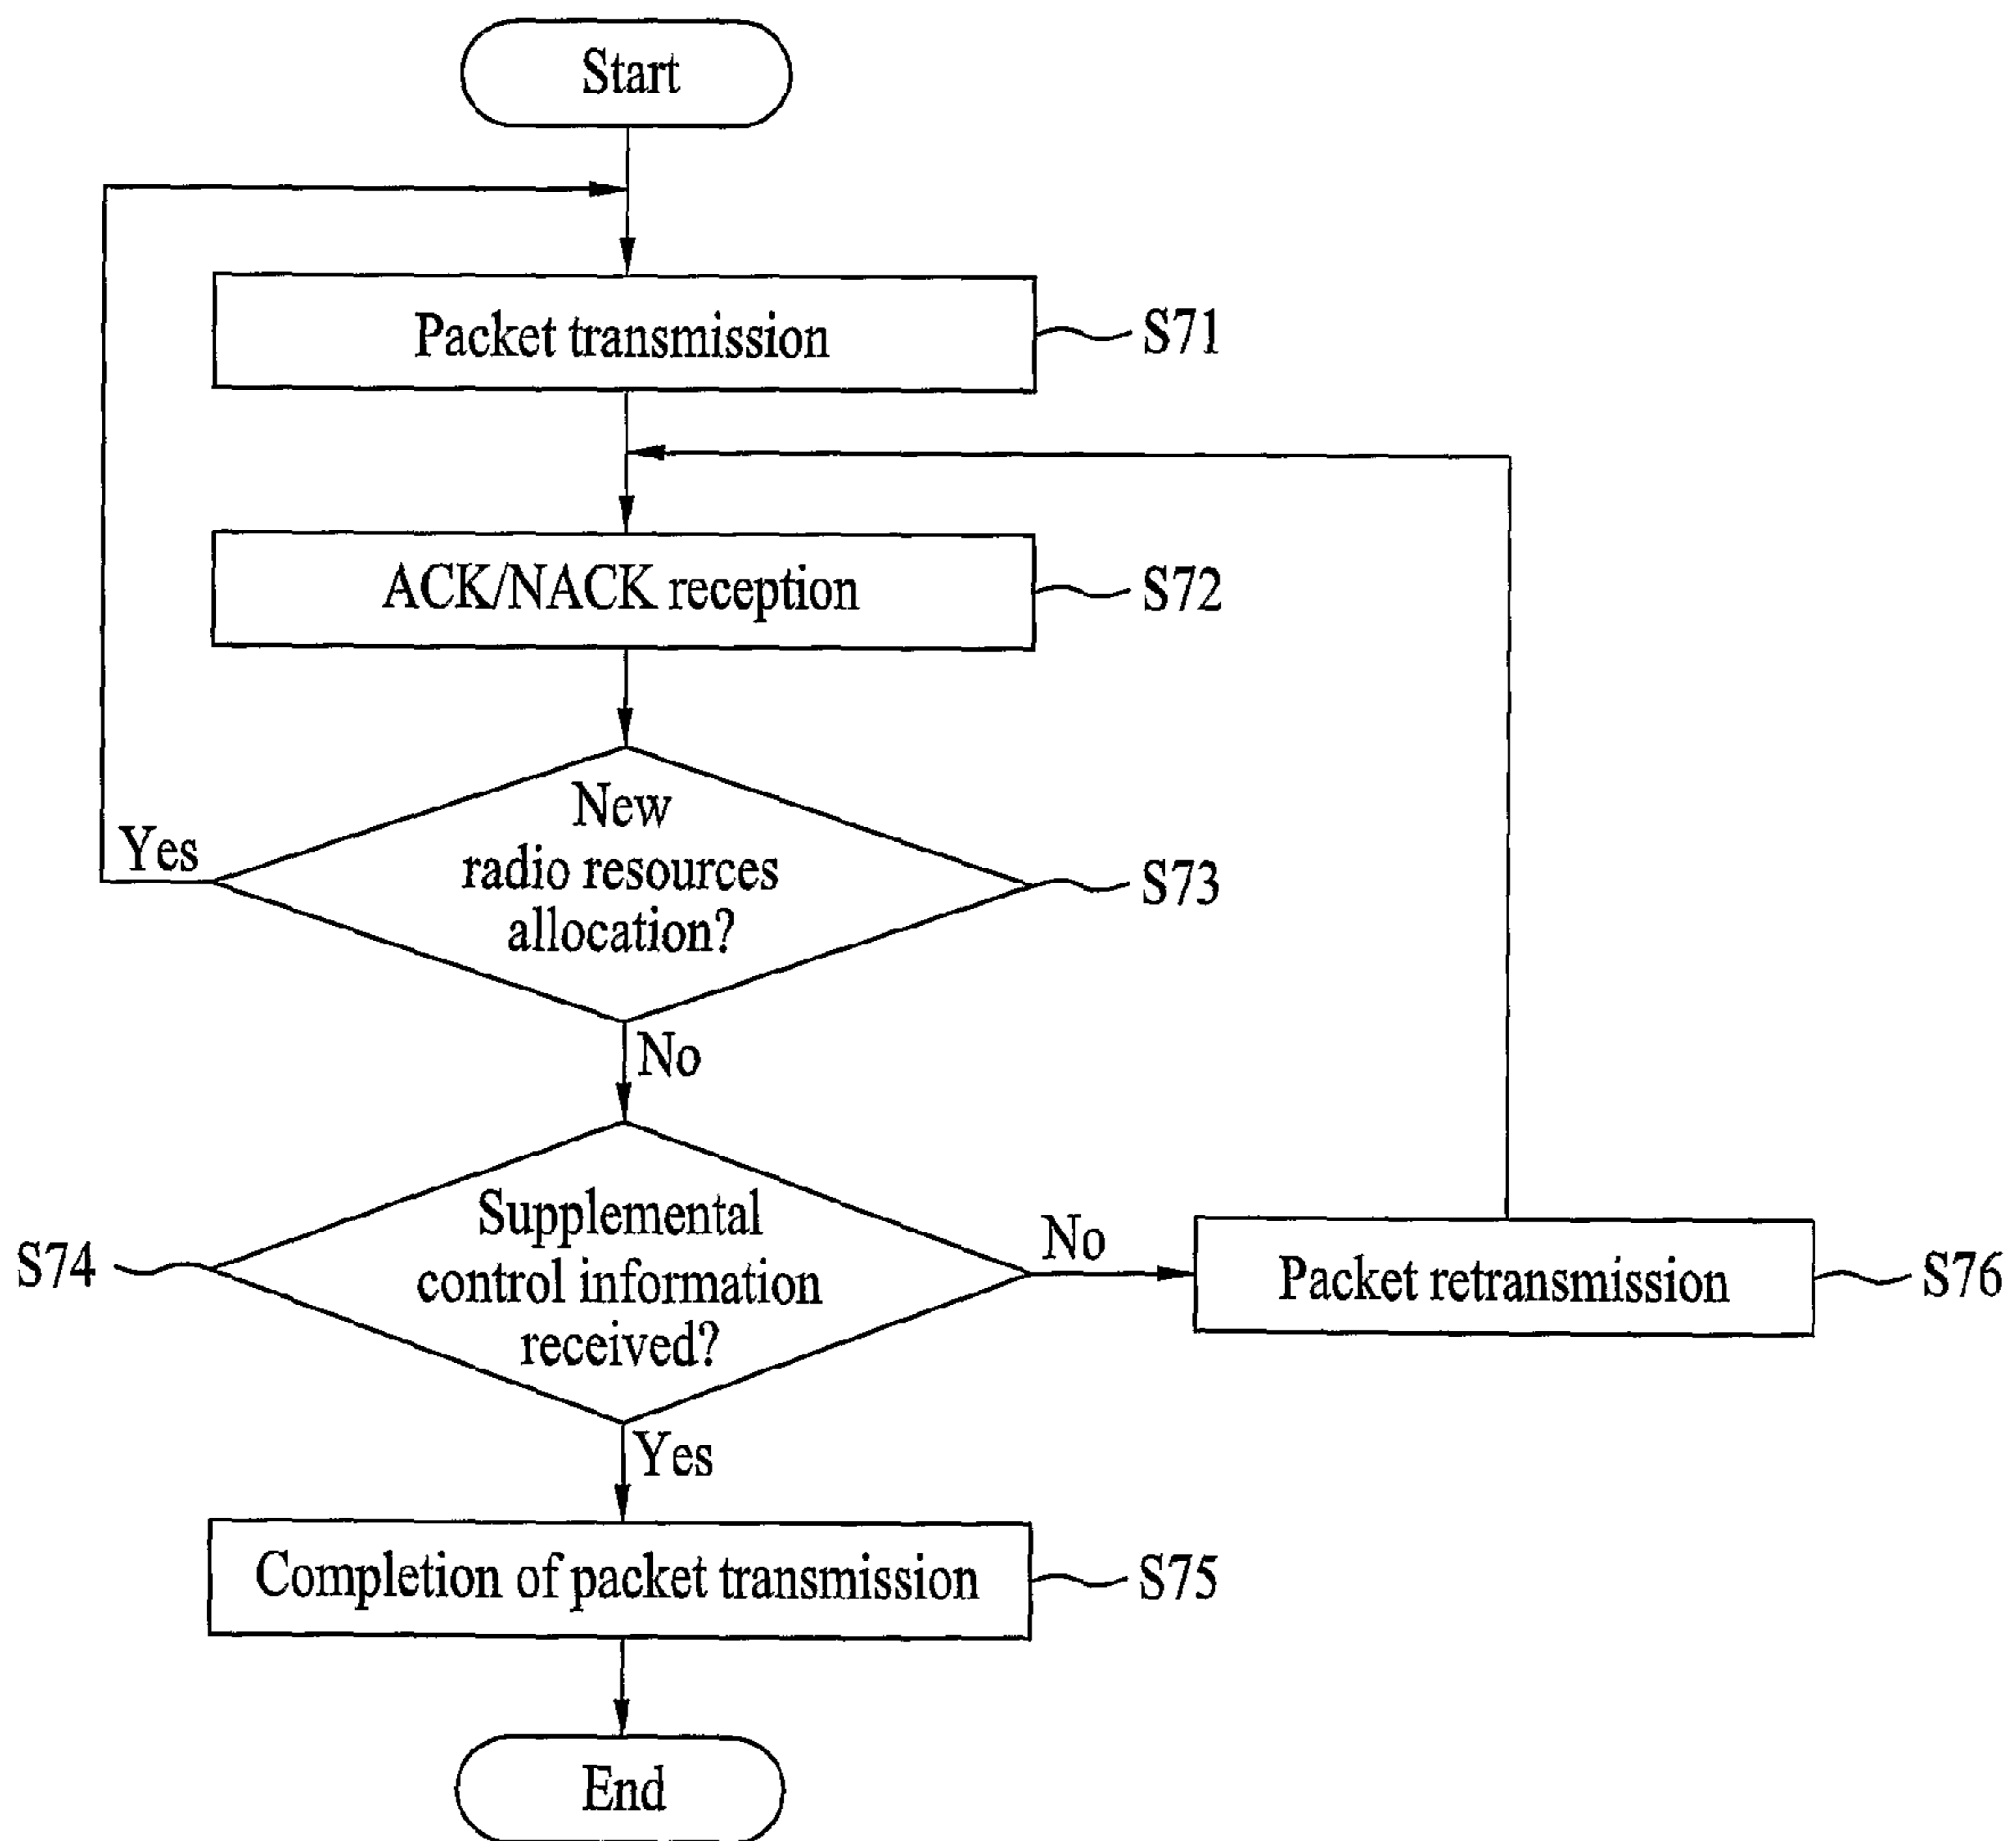 Start
Packet transmission
S71
ACK/NACK reception
S72
New
radio resources
allocation?
S73
Yes
No
Supplemental
control information
received?
S74
No
Packet retransmission
S76
Yes
Completion of packet transmission
S75
End